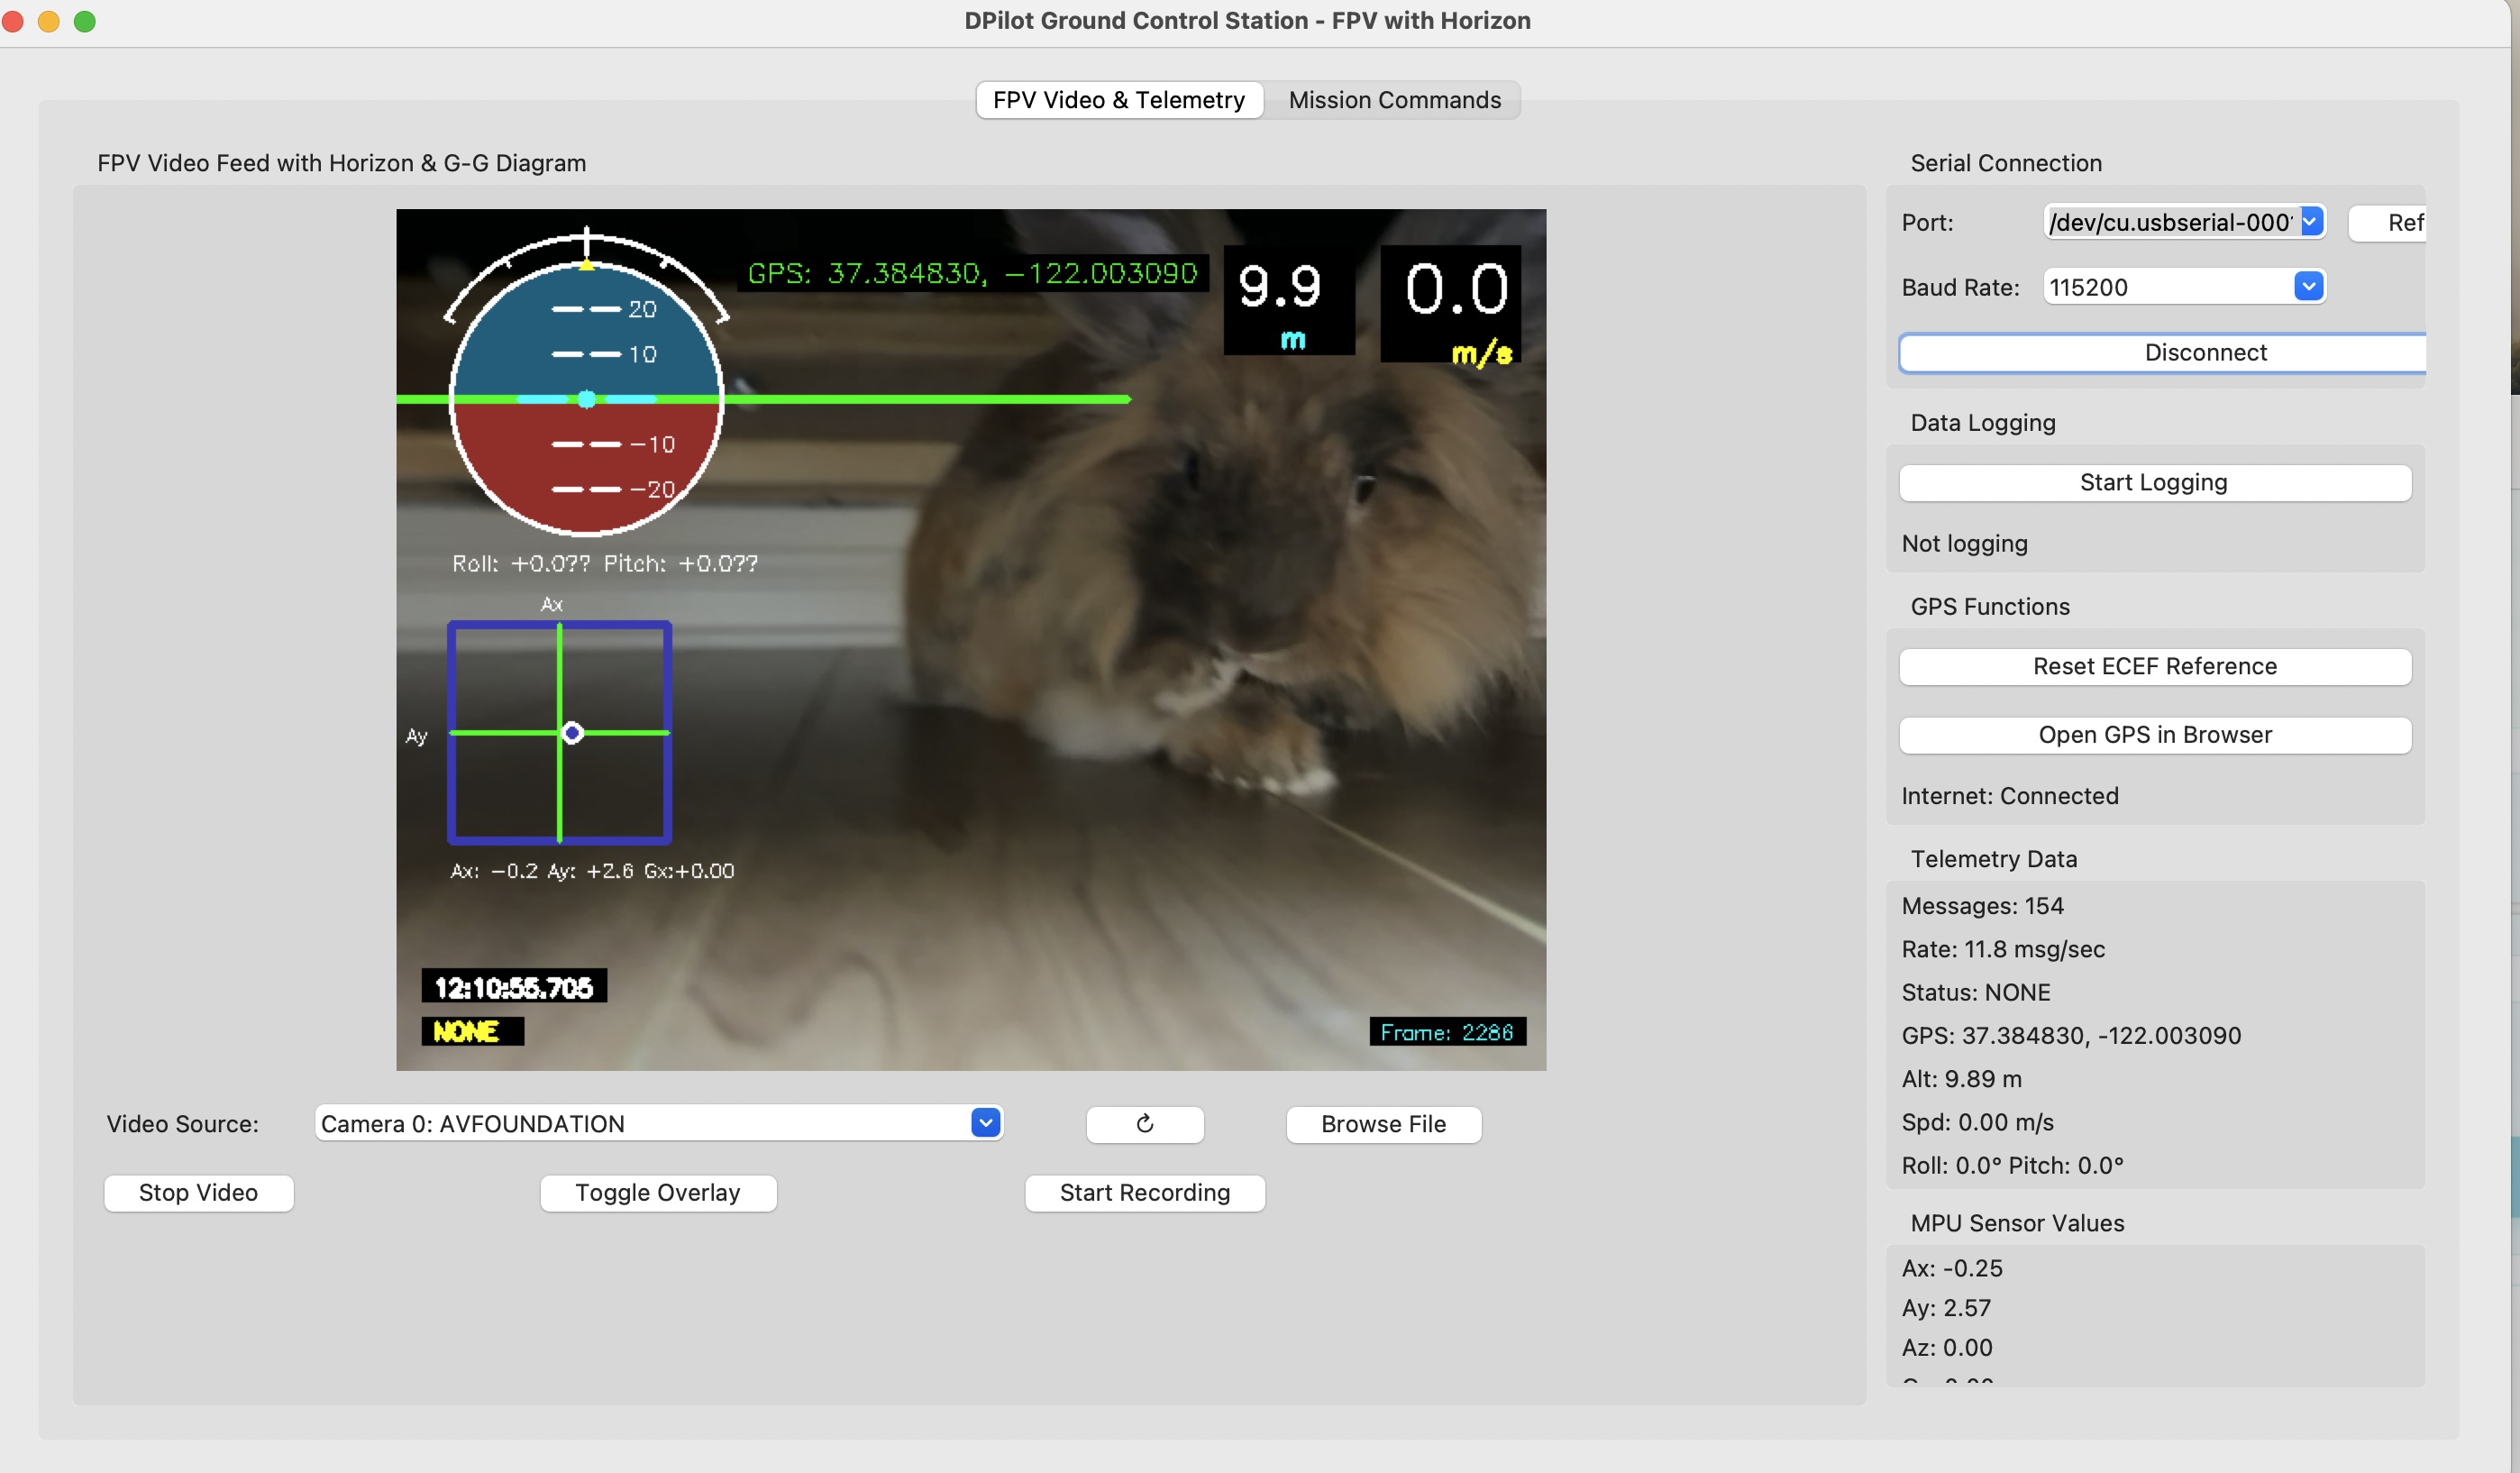 DPilot Ground Control Station - FPV with Horizon
FPV Video & Telemetry Mission Commands
FPV Video Feed with Horizon & G-G Diagram
GPS: 37.384830, -122.003090
9.9
m
0.0
m/s
20
10
-10
-20
Roll: +0.0?? Pitch: +0.0??
Ax
Ay
Ax: -0.2 Ay: +2.6 Gx:+0.00
12:10:55.705
NONE
Frame: 2286
Video Source: Camera 0: AVFOUNDATION Browse File
Stop Video Toggle Overlay Start Recording
Serial Connection
Port: /dev/cu.usbserial-000 Ref
Baud Rate: 115200
Disconnect
Data Logging
Start Logging
Not logging
GPS Functions
Reset ECEF Reference
Open GPS in Browser
Internet: Connected
Telemetry Data
Messages: 154
Rate: 11.8 msg/sec
Status: NONE
GPS: 37.384830, -122.003090
Alt: 9.89 m
Spd: 0.00 m/s
Roll: 0.0° Pitch: 0.0°
MPU Sensor Values
Ax: -0.25
Ay: 2.57
Az: 0.00